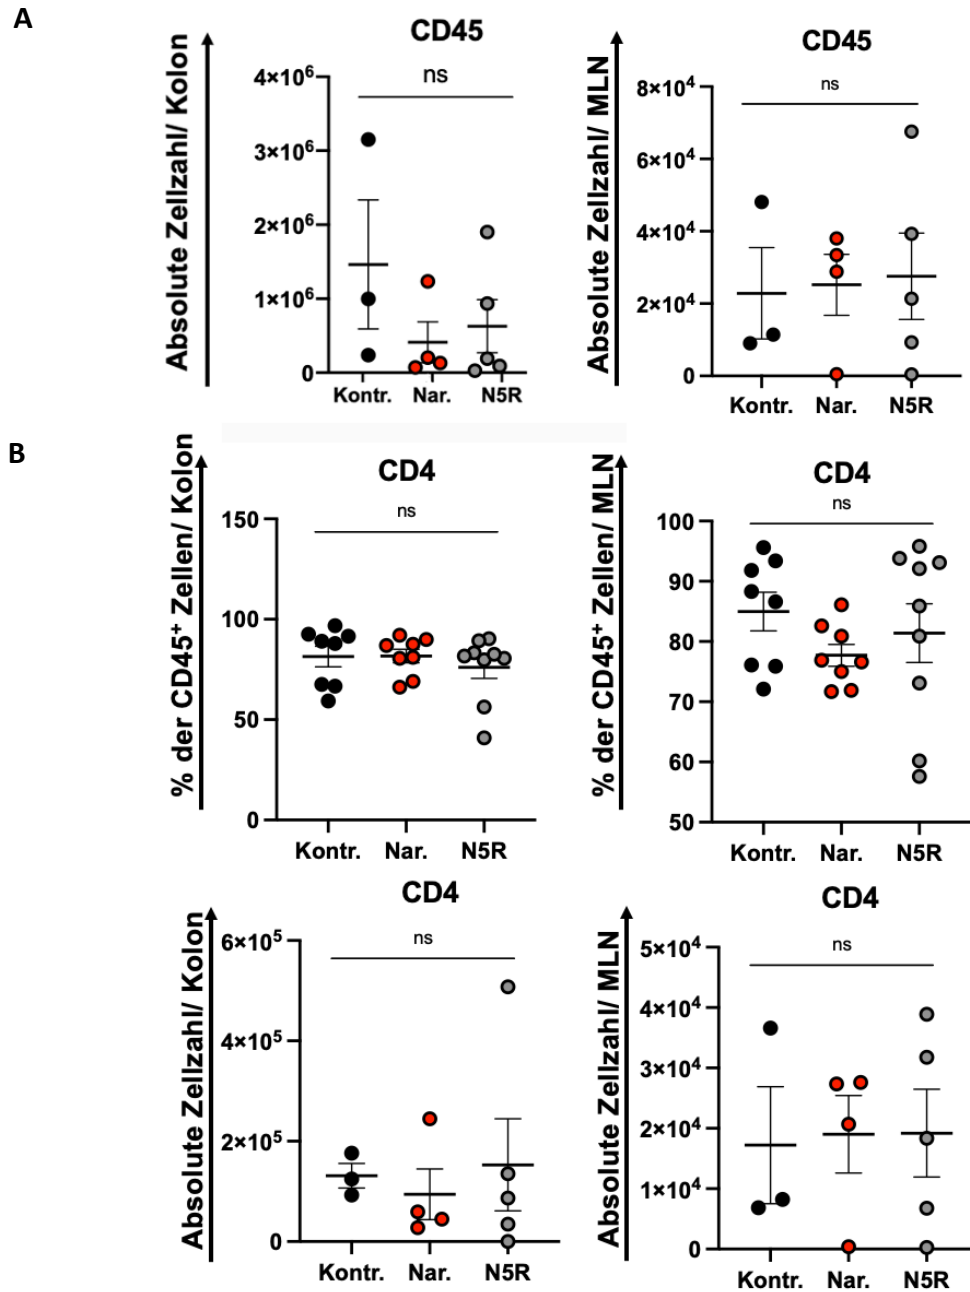 A
CD45
Absolute Zellzahl/ Kolon
ns
4×10⁶
3×10⁶
2×10⁶
1×10⁶
0
Kontr. Nar. N5R
CD45
Absolute Zellzahl/ MLN
ns
8×10⁴
6×10⁴
4×10⁴
2×10⁴
0
Kontr. Nar. N5R
B
CD4
% der CD45⁺ Zellen/ Kolon
ns
150
100
50
0
Kontr. Nar. N5R
CD4
% der CD45⁺ Zellen/ MLN
ns
100
90
80
70
60
50
Kontr. Nar. N5R
CD4
Absolute Zellzahl/ Kolon
ns
6×10⁵
4×10⁵
2×10⁵
0
Kontr. Nar. N5R
CD4
Absolute Zellzahl/ MLN
ns
5×10⁴
4×10⁴
3×10⁴
2×10⁴
1×10⁴
0
Kontr. Nar. N5R